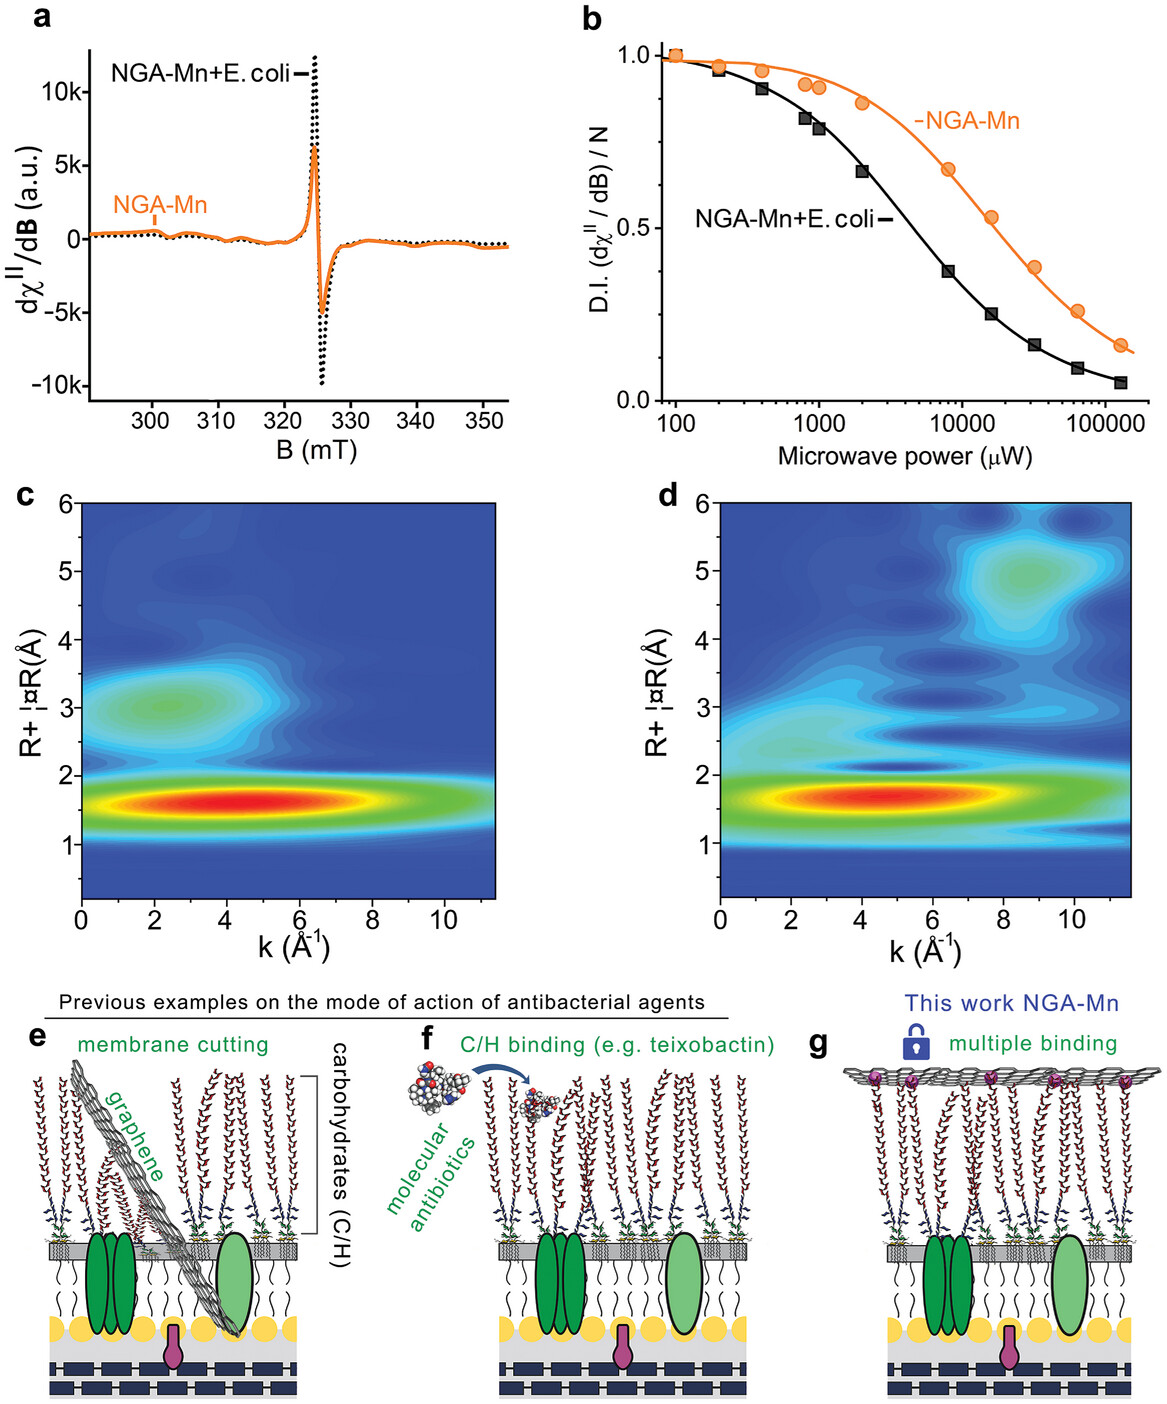 a
NGA-Mn+E. coli
NGA-Mn
dχ^II/dB (a.u.)
10k
5k
0
−5k
−10k
300 310 320 330 340 350
B (mT)
b
D.I. (dχ^II / dB) / N
1.0
0.5
0.0
NGA-Mn
NGA-Mn+E. coli
100 1000 10000 100000
Microwave power (µW)
c
R+ ¦¤R(Å)
6
5
4
3
2
1
0 2 4 6 8 10
k (Å⁻¹)
d
R+ ¦¤R(Å)
6
5
4
3
2
1
0 2 4 6 8 10
k (Å⁻¹)
Previous examples on the mode of action of antibacterial agents
This work NGA-Mn
e
membrane cutting
graphene
carbohydrates (C/H)
f
C/H binding (e.g. teixobactin)
molecular
antibiotics
g
multiple binding